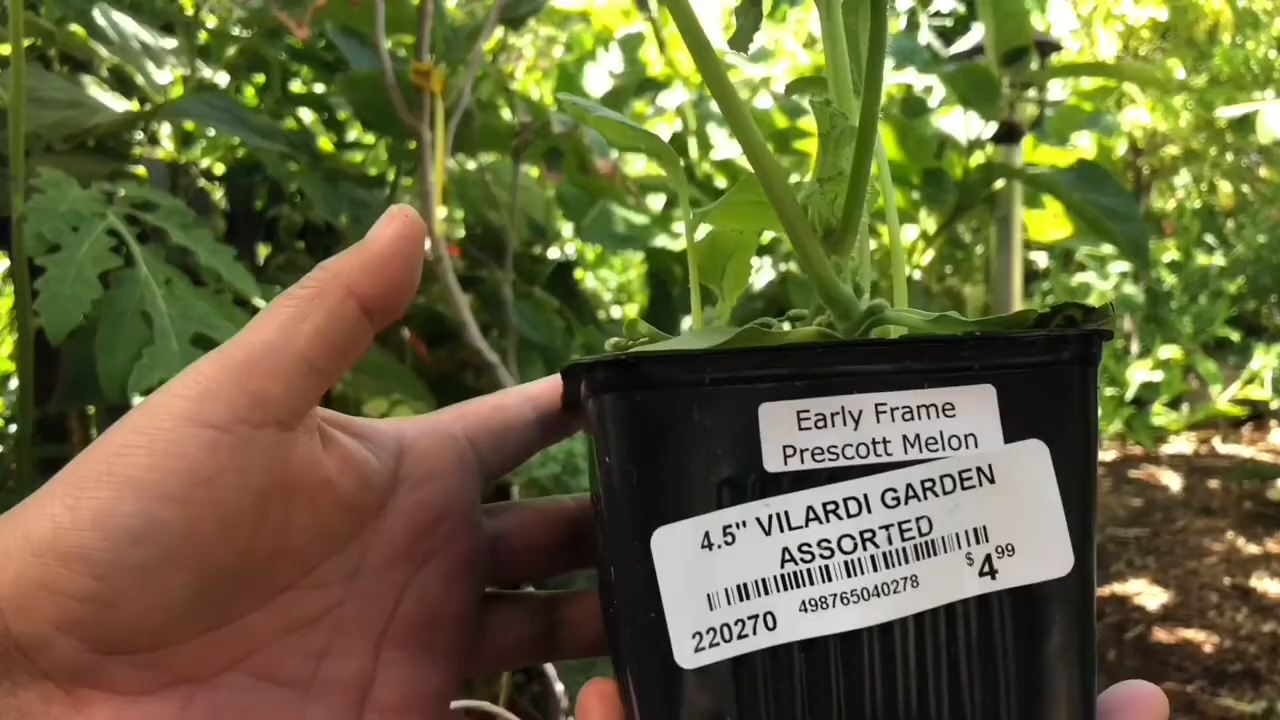 Early Frame
Prescott Melon
4.5" VILARDI GARDEN
ASSORTED
$4.99
498765040278
220270